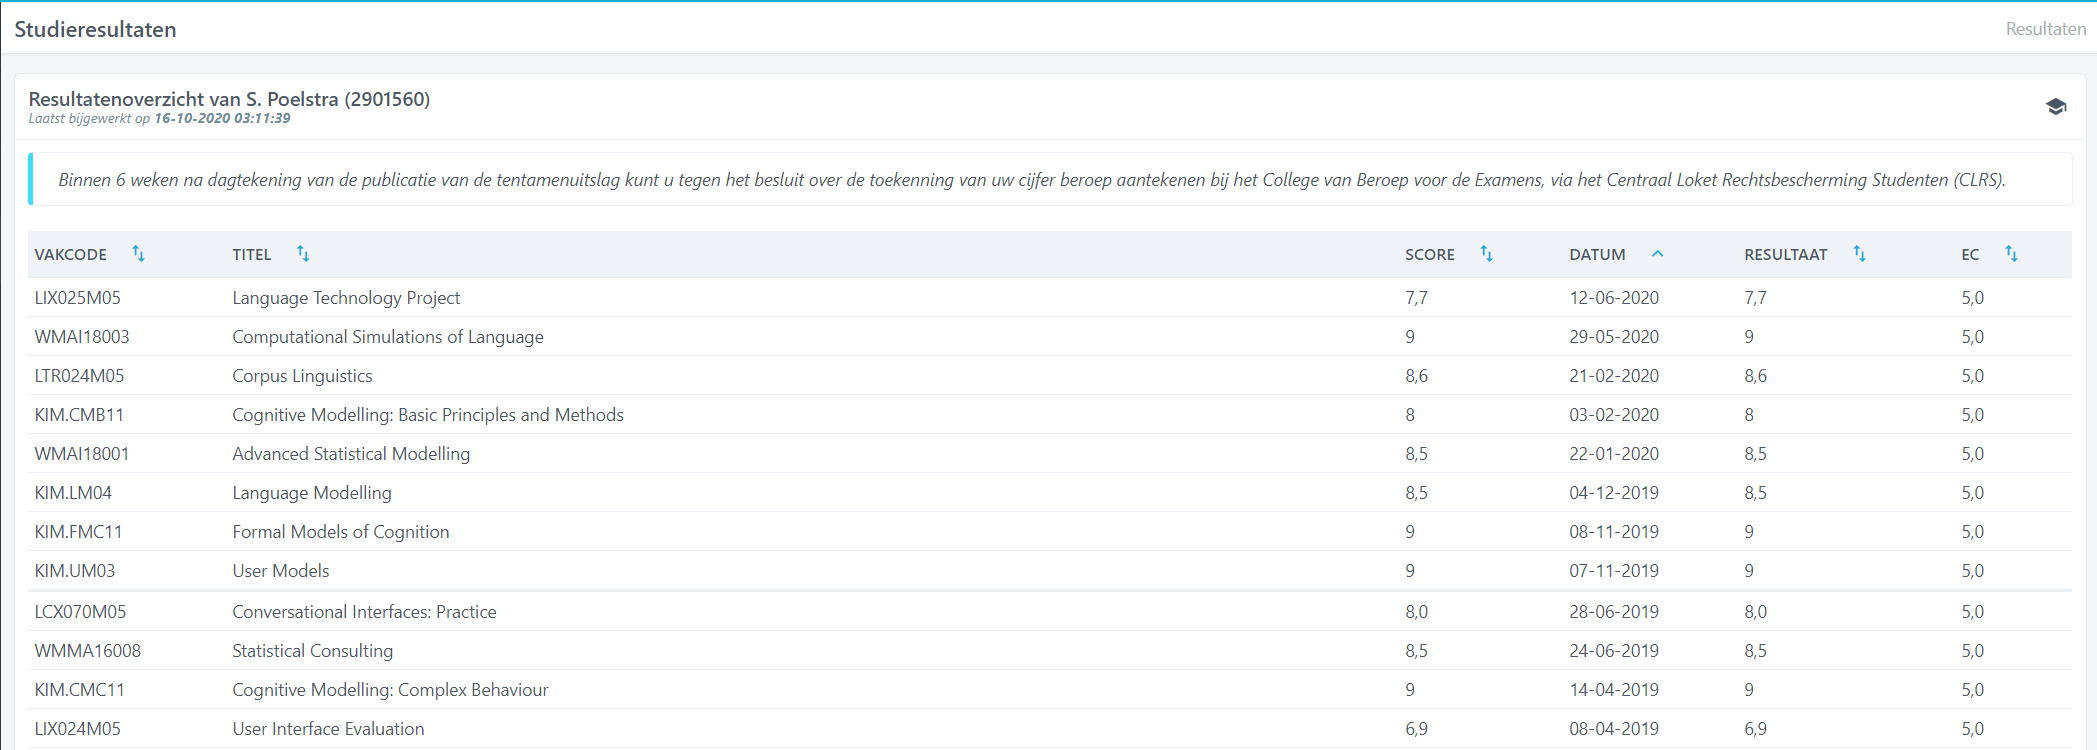 Studieresultaten
Resultaten
Resultatenoverzicht van S. Poelstra (2901560)
Laatst bijgewerkt op 16-10-2020 03:11:39
Binnen 6 weken na dagtekening van de publicatie van de tentamenuitslag kunt u tegen het besluit over de toekenning van uw cijfer beroep aantekenen bij het College van Beroep voor de Examens, via het Centraal Loket Rechtsbescherming Studenten (CLRS).
VAKCODE TITEL SCORE DATUM RESULTAAT EC
LIX025M05 Language Technology Project 7,7 12-06-2020 7,7 5,0
WMAI18003 Computational Simulations of Language 9 29-05-2020 9 5,0
LTR024M05 Corpus Linguistics 8,6 21-02-2020 8,6 5,0
KIM.CMB11 Cognitive Modelling: Basic Principles and Methods 8 03-02-2020 8 5,0
WMAI18001 Advanced Statistical Modelling 8,5 22-01-2020 8,5 5,0
KIM.LM04 Language Modelling 8,5 04-12-2019 8,5 5,0
KIM.FMC11 Formal Models of Cognition 9 08-11-2019 9 5,0
KIM.UM03 User Models 9 07-11-2019 9 5,0
LCX070M05 Conversational Interfaces: Practice 8,0 28-06-2019 8,0 5,0
WMMA16008 Statistical Consulting 8,5 24-06-2019 8,5 5,0
KIM.CMC11 Cognitive Modelling: Complex Behaviour 9 14-04-2019 9 5,0
LIX024M05 User Interface Evaluation 6,9 08-04-2019 6,9 5,0